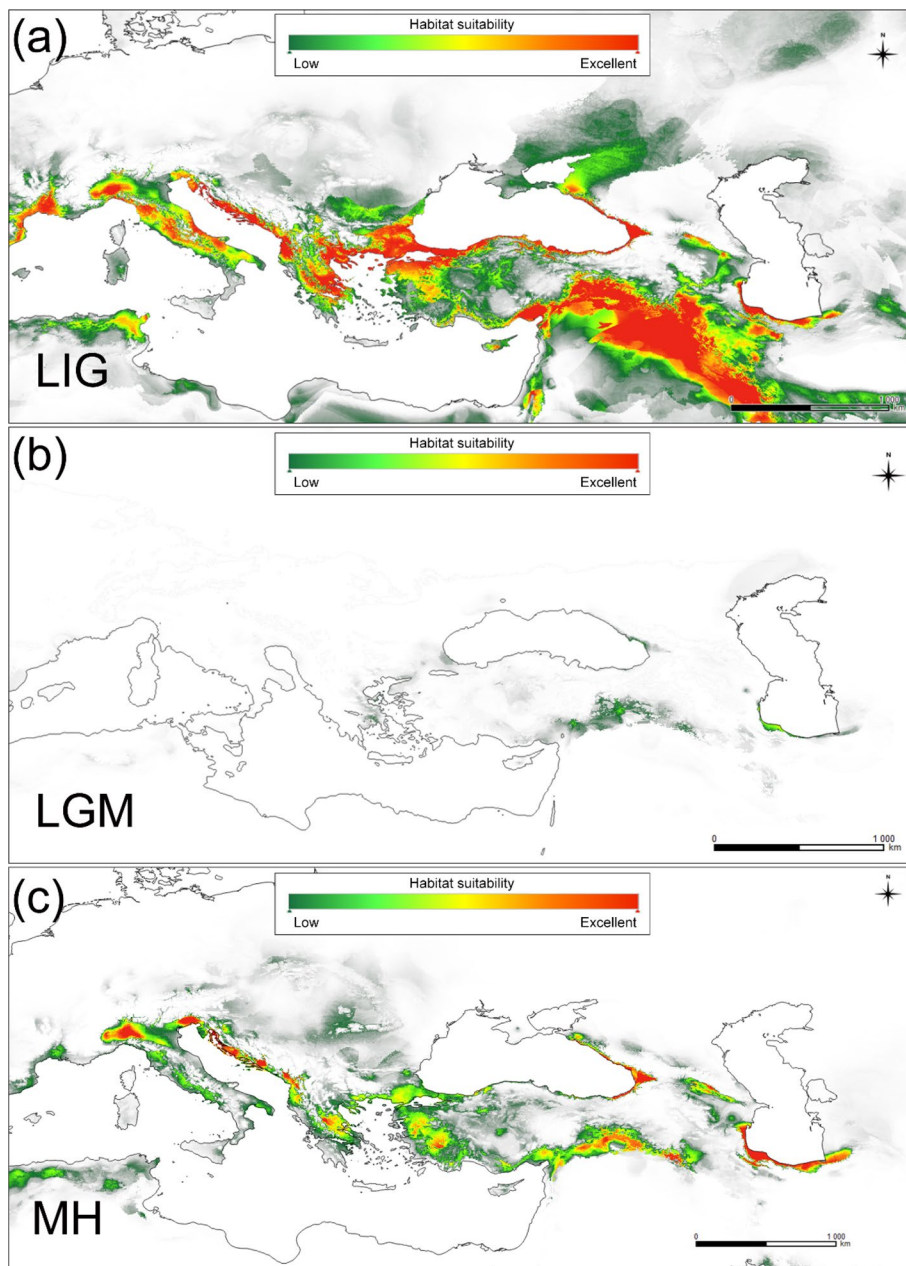 (a)
Habitat suitability
Low Excellent
N
LIG
0 1 000
km
(b)
Habitat suitability
Low Excellent
N
LGM
0 1 000
km
(c)
Habitat suitability
Low Excellent
N
MH
0 1 000
km